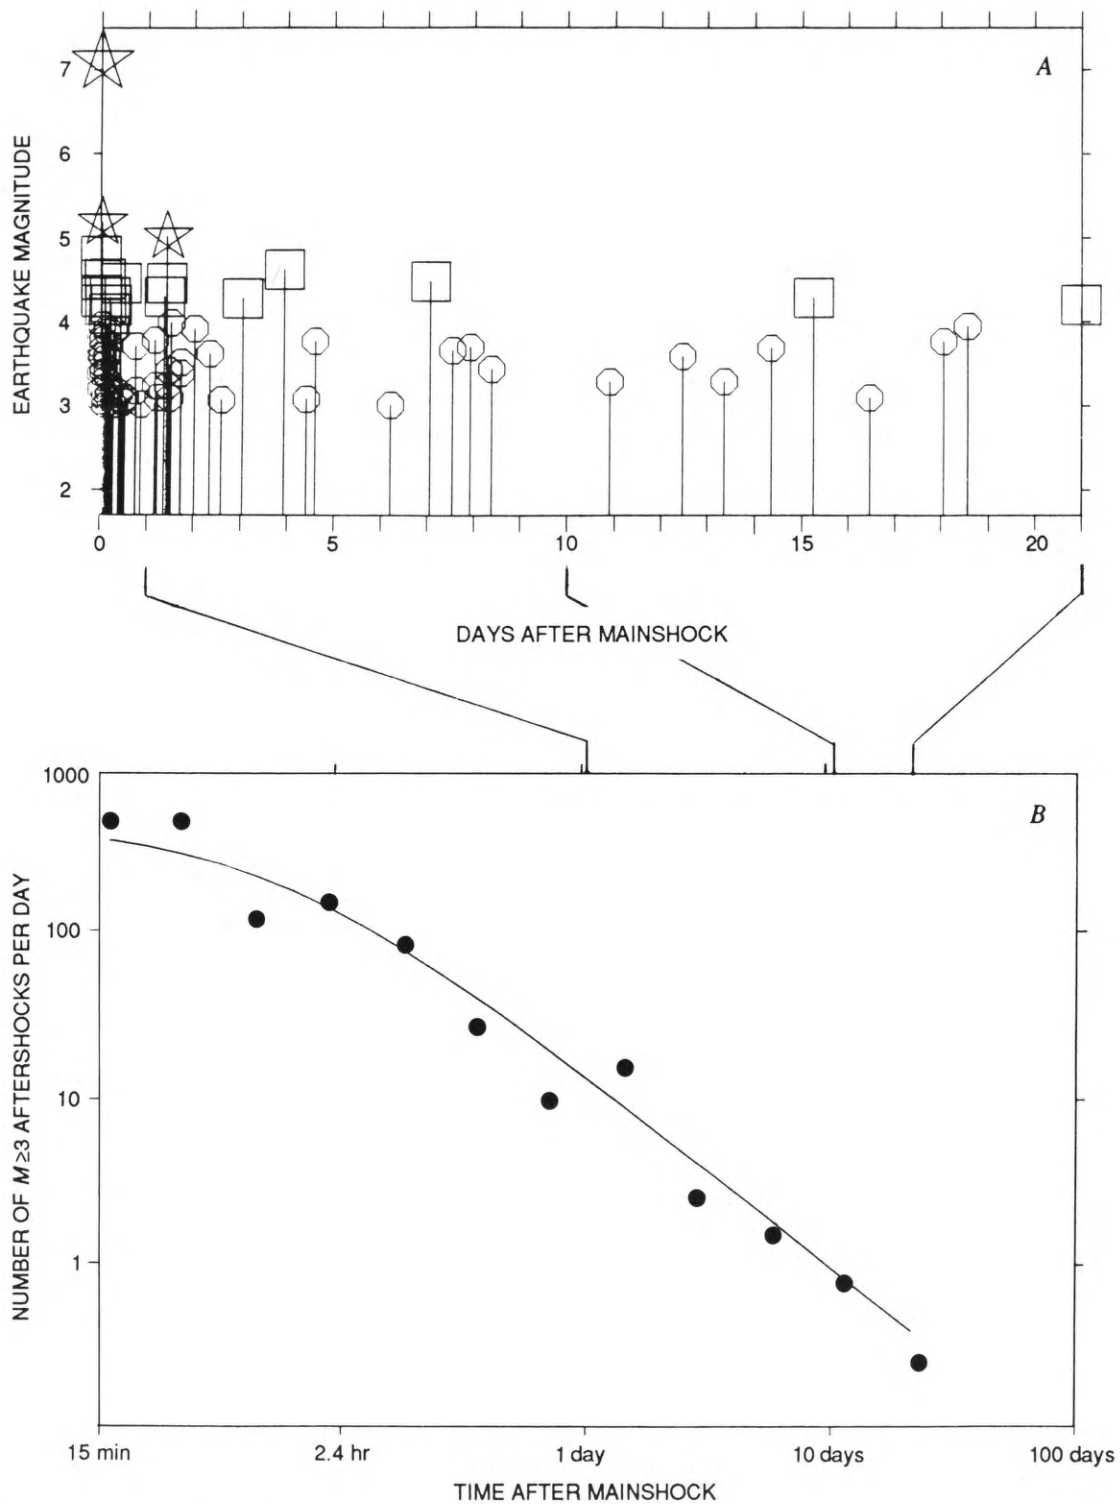 A
7
6
5
4
3
2
EARTHQUAKE MAGNITUDE
0 5 10 15 20
DAYS AFTER MAINSHOCK
B
1000
100
10
1
NUMBER OF M ≥3 AFTERSHOCKS PER DAY
15 min 2.4 hr 1 day 10 days 100 days
TIME AFTER MAINSHOCK